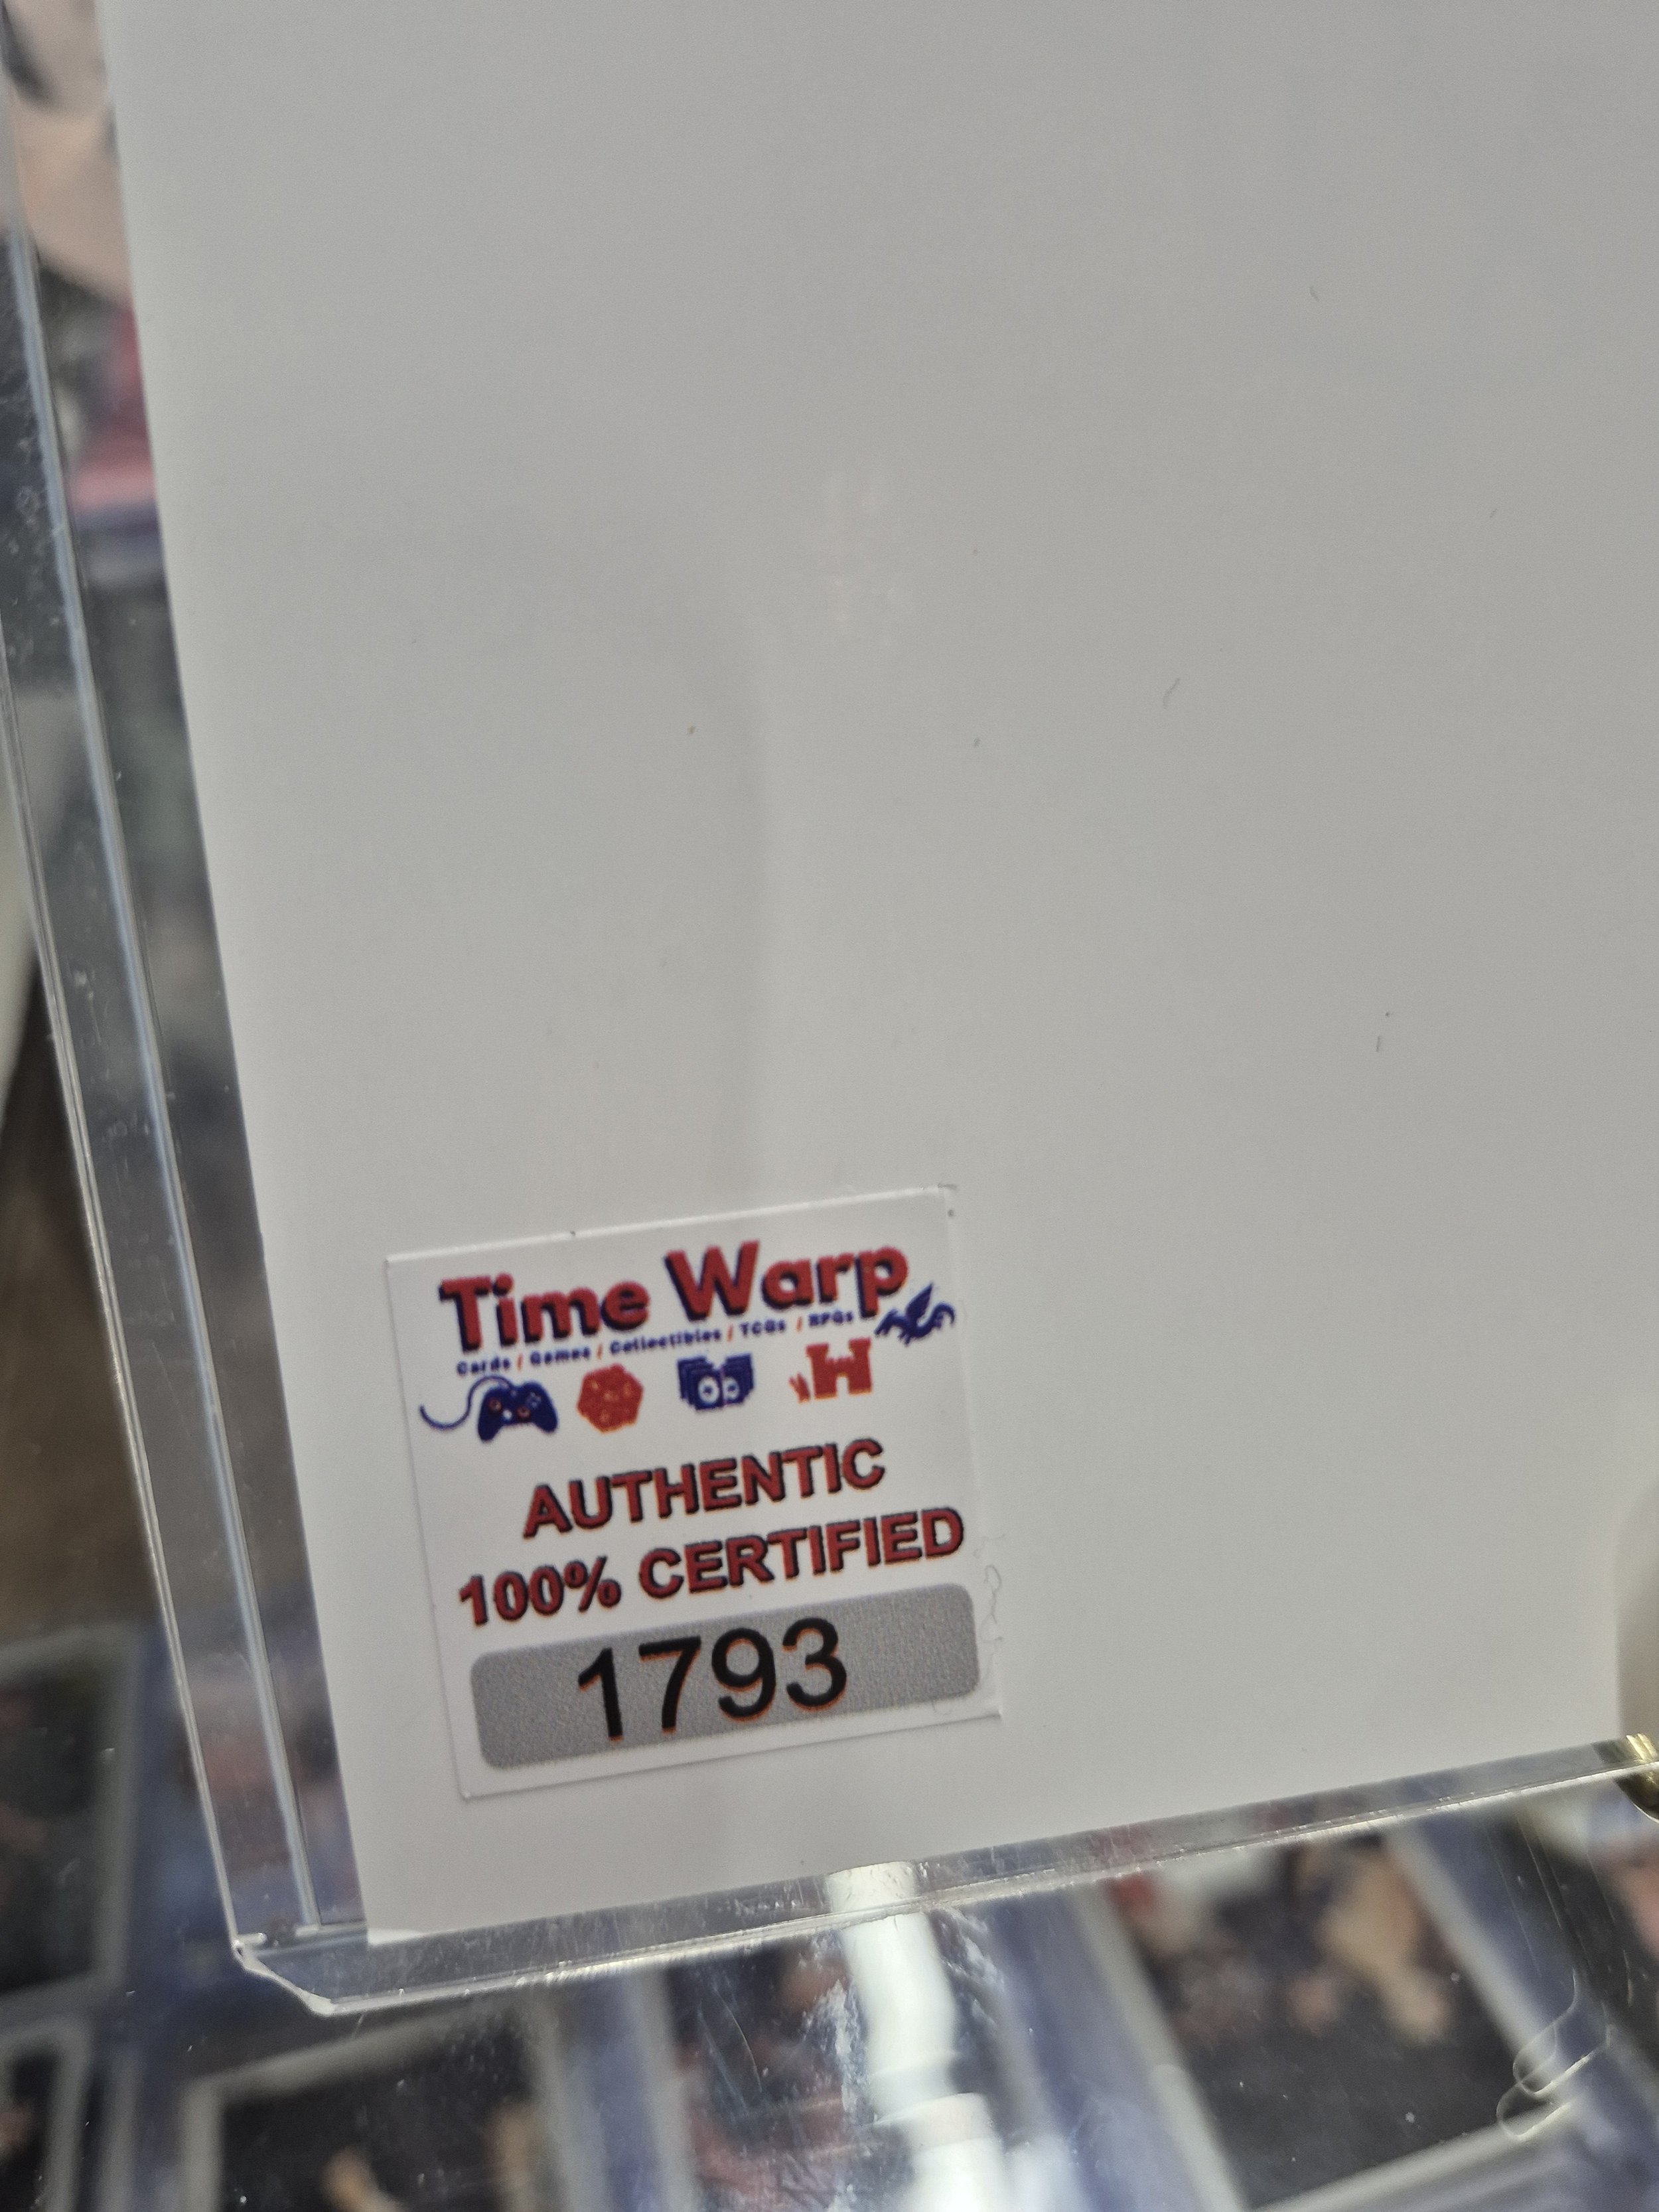 Time Warp
Cards / Games / Collectibles / TCGs / RPGs
AUTHENTIC
100% CERTIFIED
1793